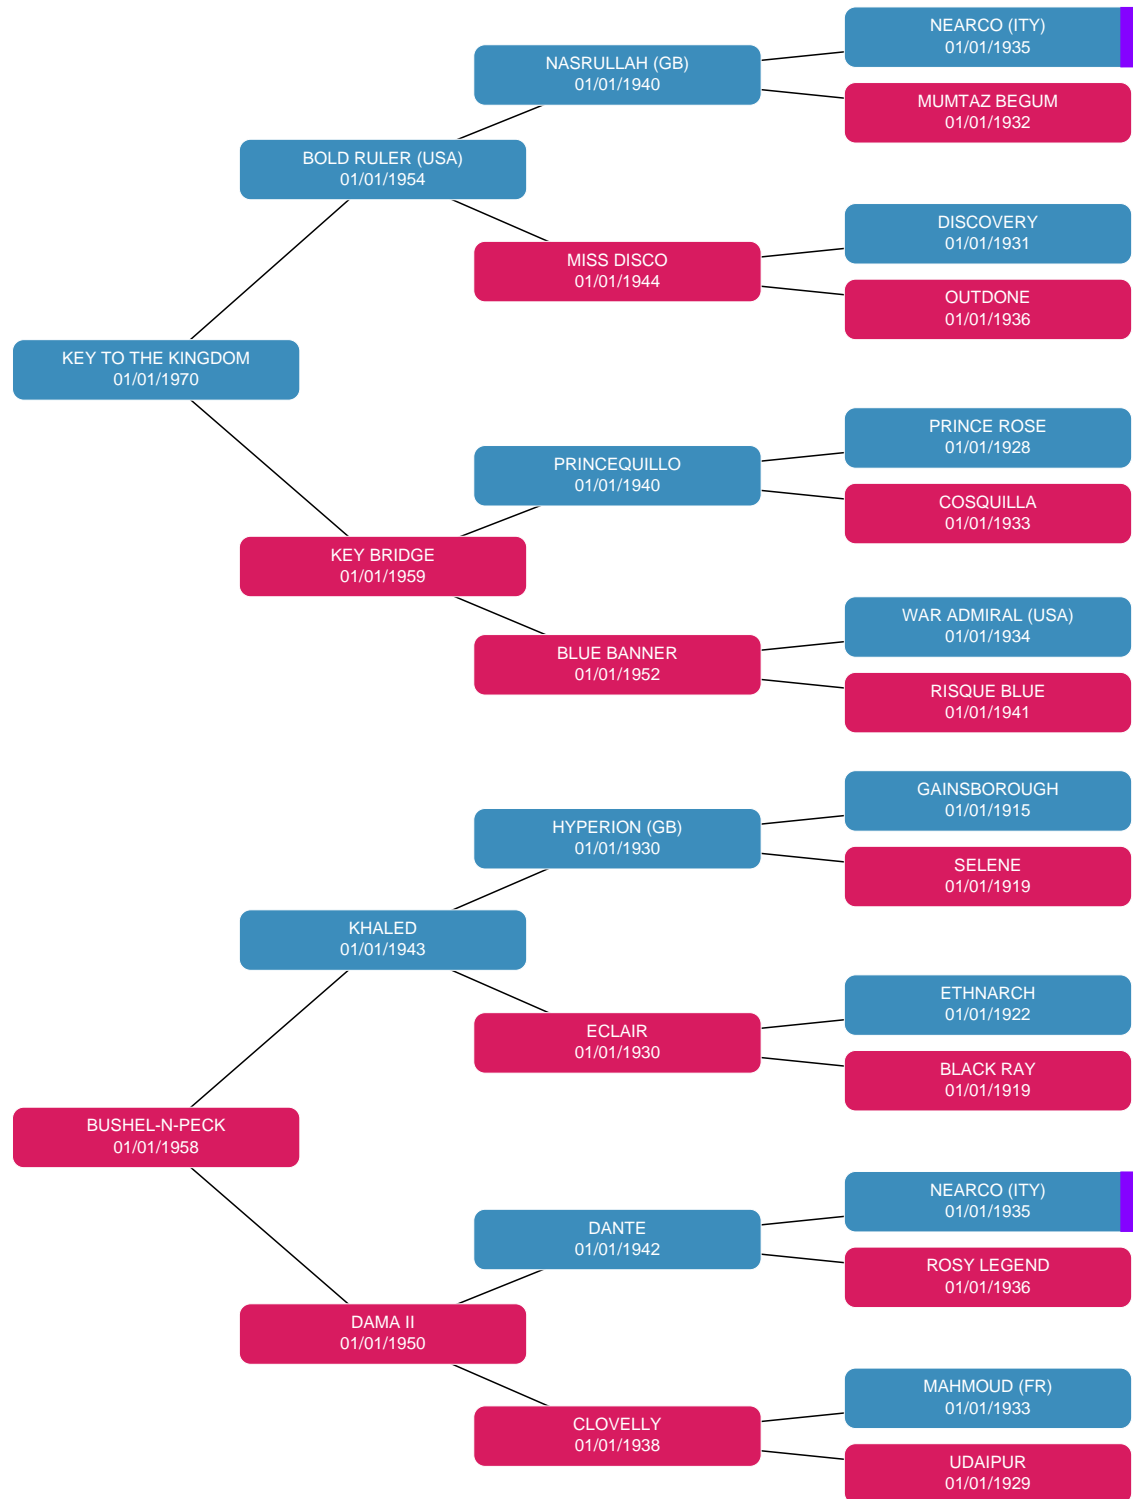 NEARCO (ITY)
01/01/1935
NASRULLAH (GB)
01/01/1940
MUMTAZ BEGUM
01/01/1932
BOLD RULER (USA)
01/01/1954
DISCOVERY
01/01/1931
MISS DISCO
01/01/1944
OUTDONE
01/01/1936
KEY TO THE KINGDOM
01/01/1970
PRINCE ROSE
01/01/1928
PRINCEQUILLO
01/01/1940
COSQUILLA
01/01/1933
KEY BRIDGE
01/01/1959
WAR ADMIRAL (USA)
01/01/1934
BLUE BANNER
01/01/1952
RISQUE BLUE
01/01/1941
GAINSBOROUGH
01/01/1915
HYPERION (GB)
01/01/1930
SELENE
01/01/1919
KHALED
01/01/1943
ETHNARCH
01/01/1922
ECLAIR
01/01/1930
BLACK RAY
01/01/1919
BUSHEL-N-PECK
01/01/1958
NEARCO (ITY)
01/01/1935
DANTE
01/01/1942
ROSY LEGEND
01/01/1936
DAMA II
01/01/1950
MAHMOUD (FR)
01/01/1933
CLOVELLY
01/01/1938
UDAIPUR
01/01/1929